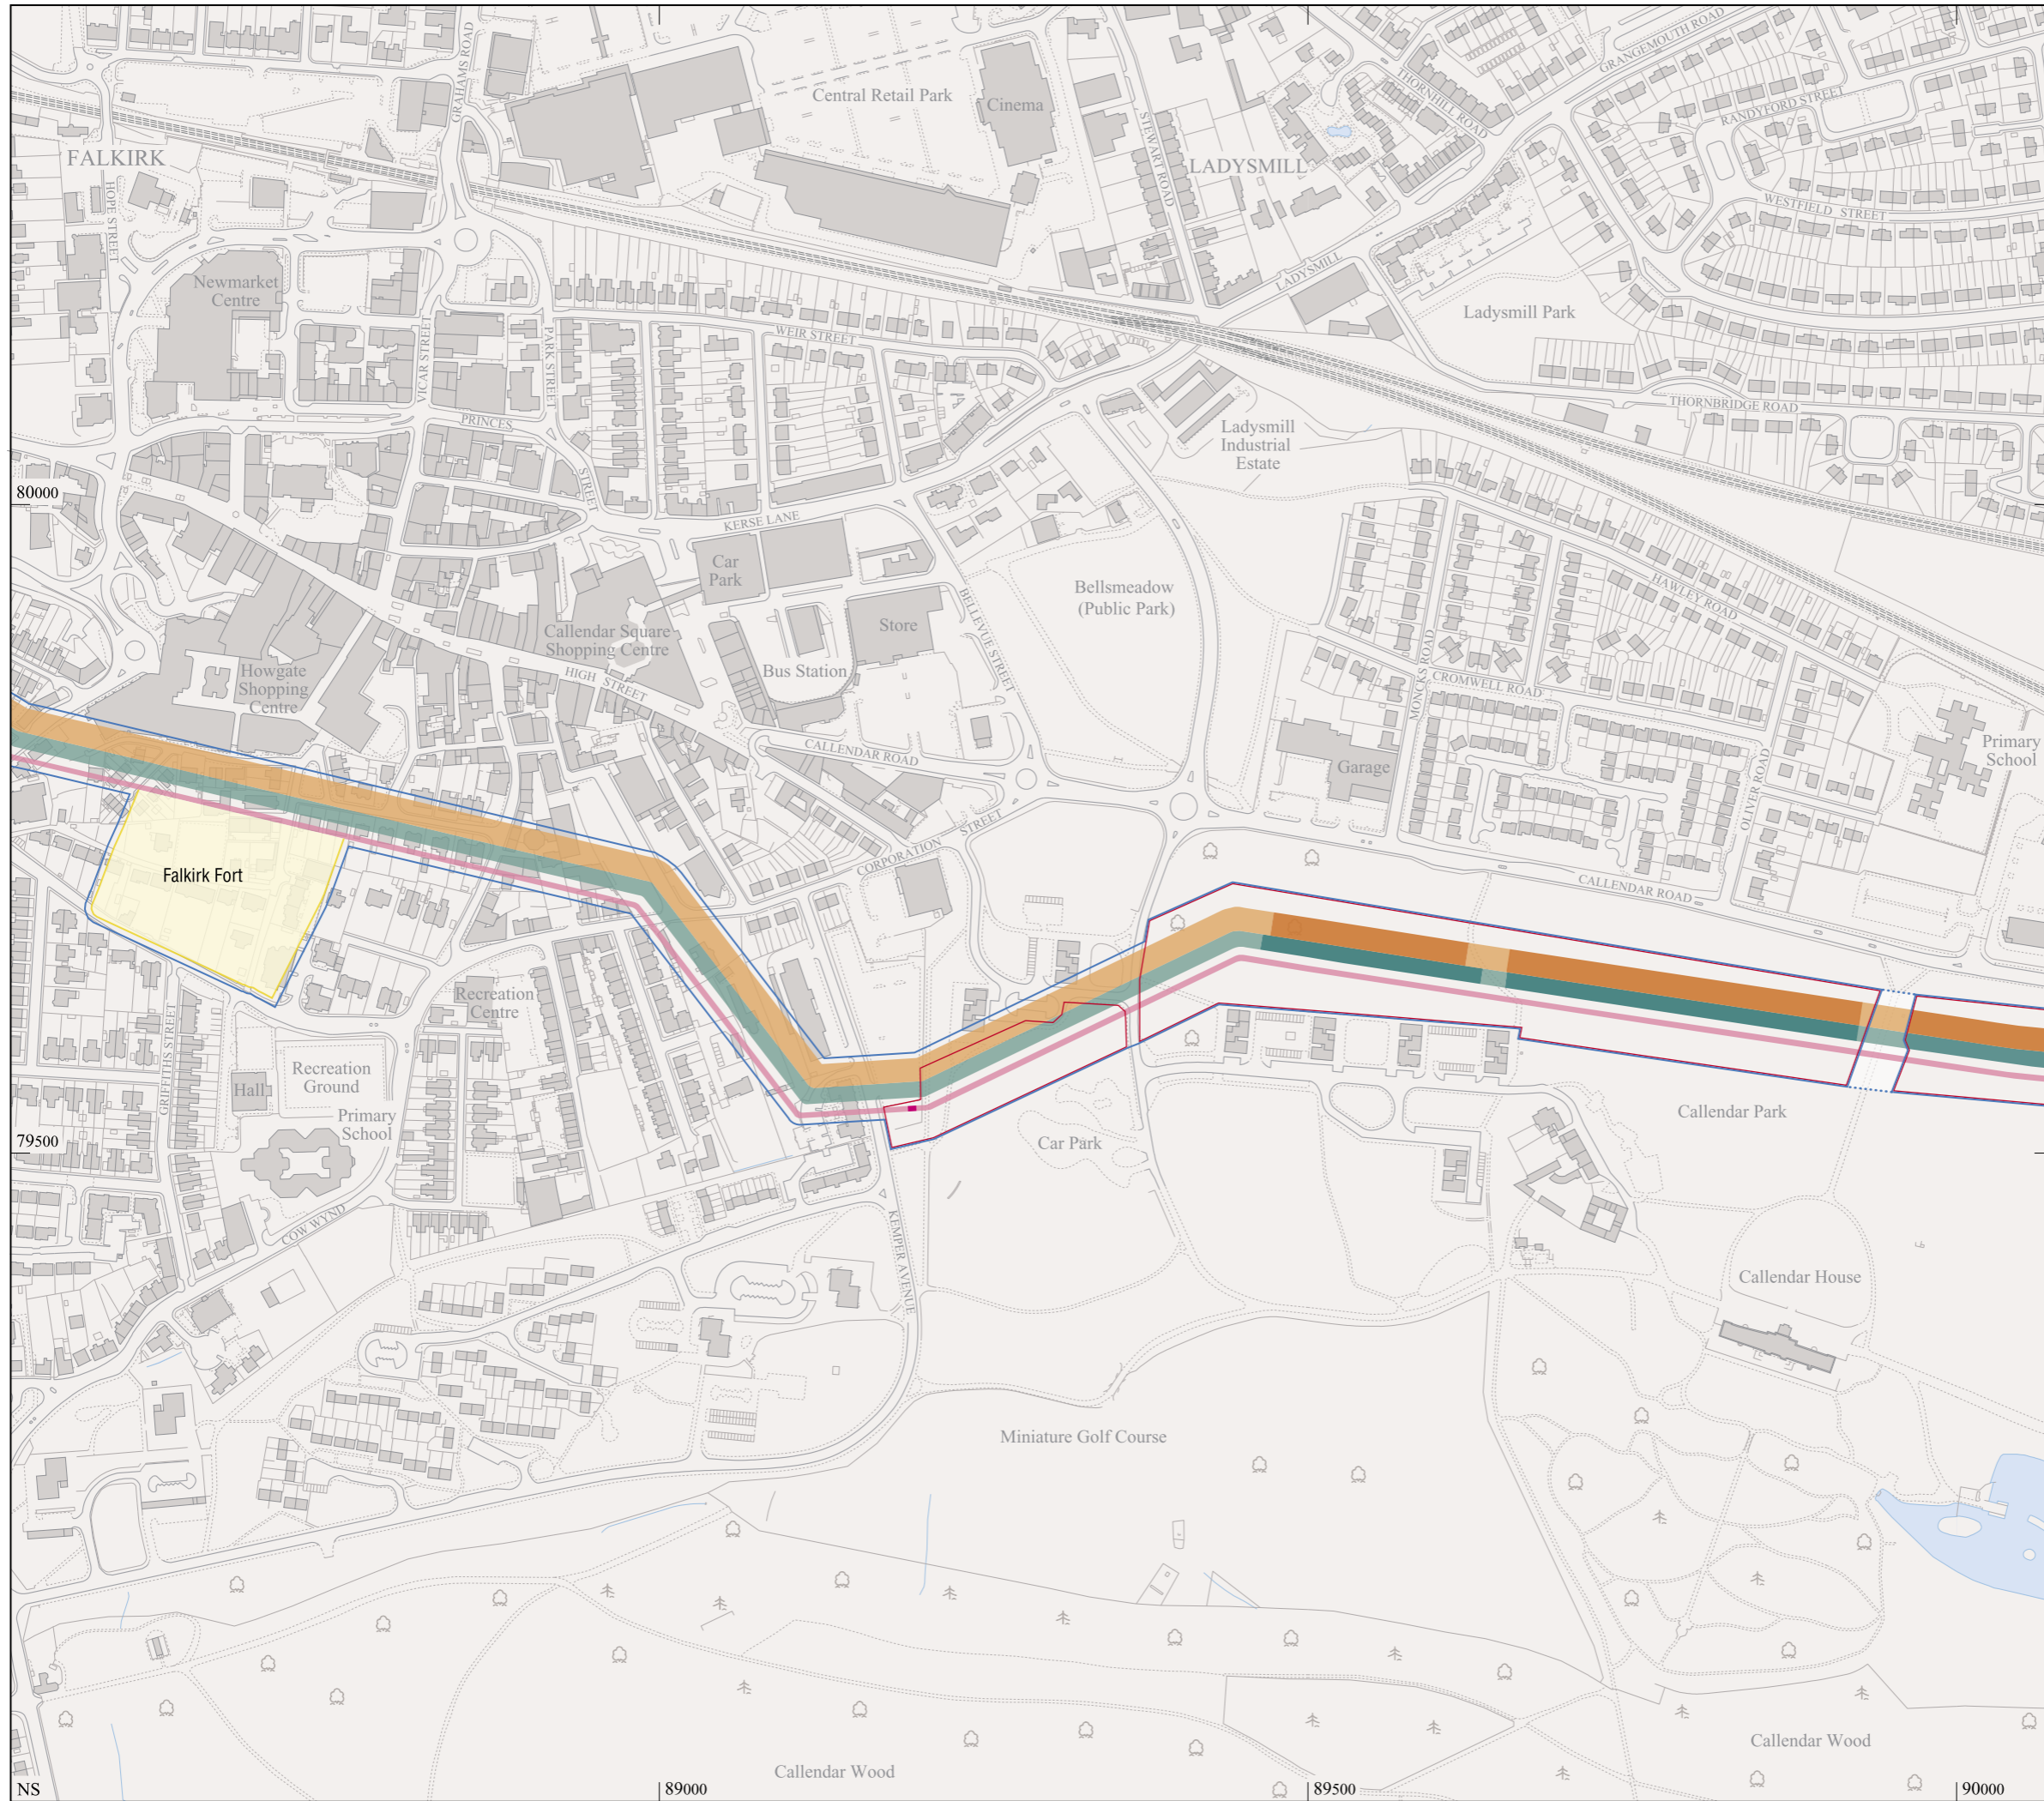 GRAHAMS ROAD
Central Retail Park
Cinema
STEWART ROAD
THORNHILL ROAD
GRANGEMOUTH ROAD
RANDYFORD STREET
FALKIRK
HOPE STREET
LADYSMILL
WESTFIELD STREET
Newmarket
Centre
VICAR STREET
PARK STREET
WEIR STREET
LADYSMILL
Ladysmill Park
THORNBRIDGE ROAD
PRINCES
STREET
Ladysmill
Industrial
Estate
80000
KERSE LANE
Car
Park
Bellsmeadow
(Public Park)
BELLEVUE STREET
HAWLEY ROAD
Callendar Square
Shopping Centre
Store
Bus Station
HIGH STREET
Howgate
Shopping
Centre
MONCKS ROAD
CROMWELL ROAD
CALLENDAR ROAD
Garage
OLIVER ROAD
Primary
School
CORPORATION STREET
Falkirk Fort
CALLENDAR ROAD
Recreation
Centre
GRIFFITHS STREET
Hall
Recreation
Ground
Primary
School
79500
Car Park
Callendar Park
COW WYND
KEMPER AVENUE
Callendar House
Miniature Golf Course
Callendar Wood
Callendar Wood
NS
89000
89500
90000